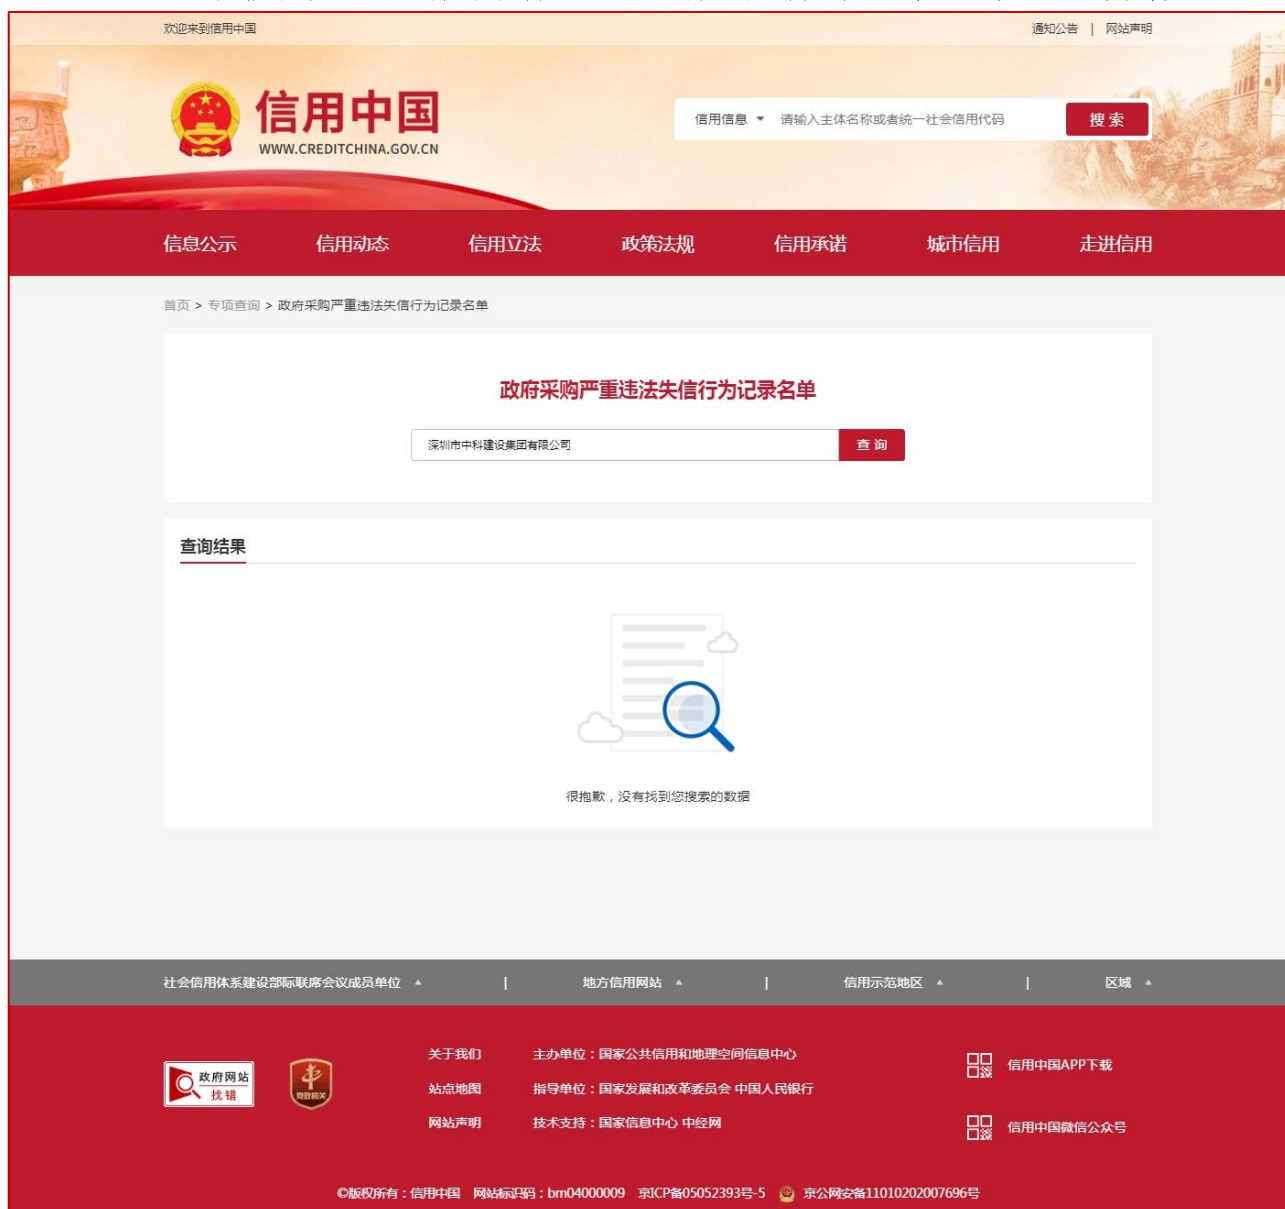 欢迎来到信用中国
通知公告 | 网站声明
信用中国
WWW.CREDITCHINA.GOV.CN
信用信息 请输入主体名称或者统一社会信用代码 搜索
信息公示 信用动态 信用立法 政策法规 信用承诺 城市信用 走进信用
首页 > 专项查询 > 政府采购严重违法失信行为记录名单
政府采购严重违法失信行为记录名单
深圳市中科建设集团有限公司 查询
查询结果
很抱歉，没有找到您搜索的数据
社会信用体系建设部际联席会议成员单位 | 地方信用网站 | 信用示范地区 | 区域
政府网站
找错
党政机关
关于我们 主办单位：国家公共信用和地理空间信息中心
站点地图 指导单位：国家发展和改革委员会 中国人民银行
网站声明 技术支持：国家信息中心 中经网
信用中国APP下载
信用中国微信公众号
©版权所有：信用中国 网站标识码：bm04000009 京ICP备05052393号-5 京公网安备11010202007696号